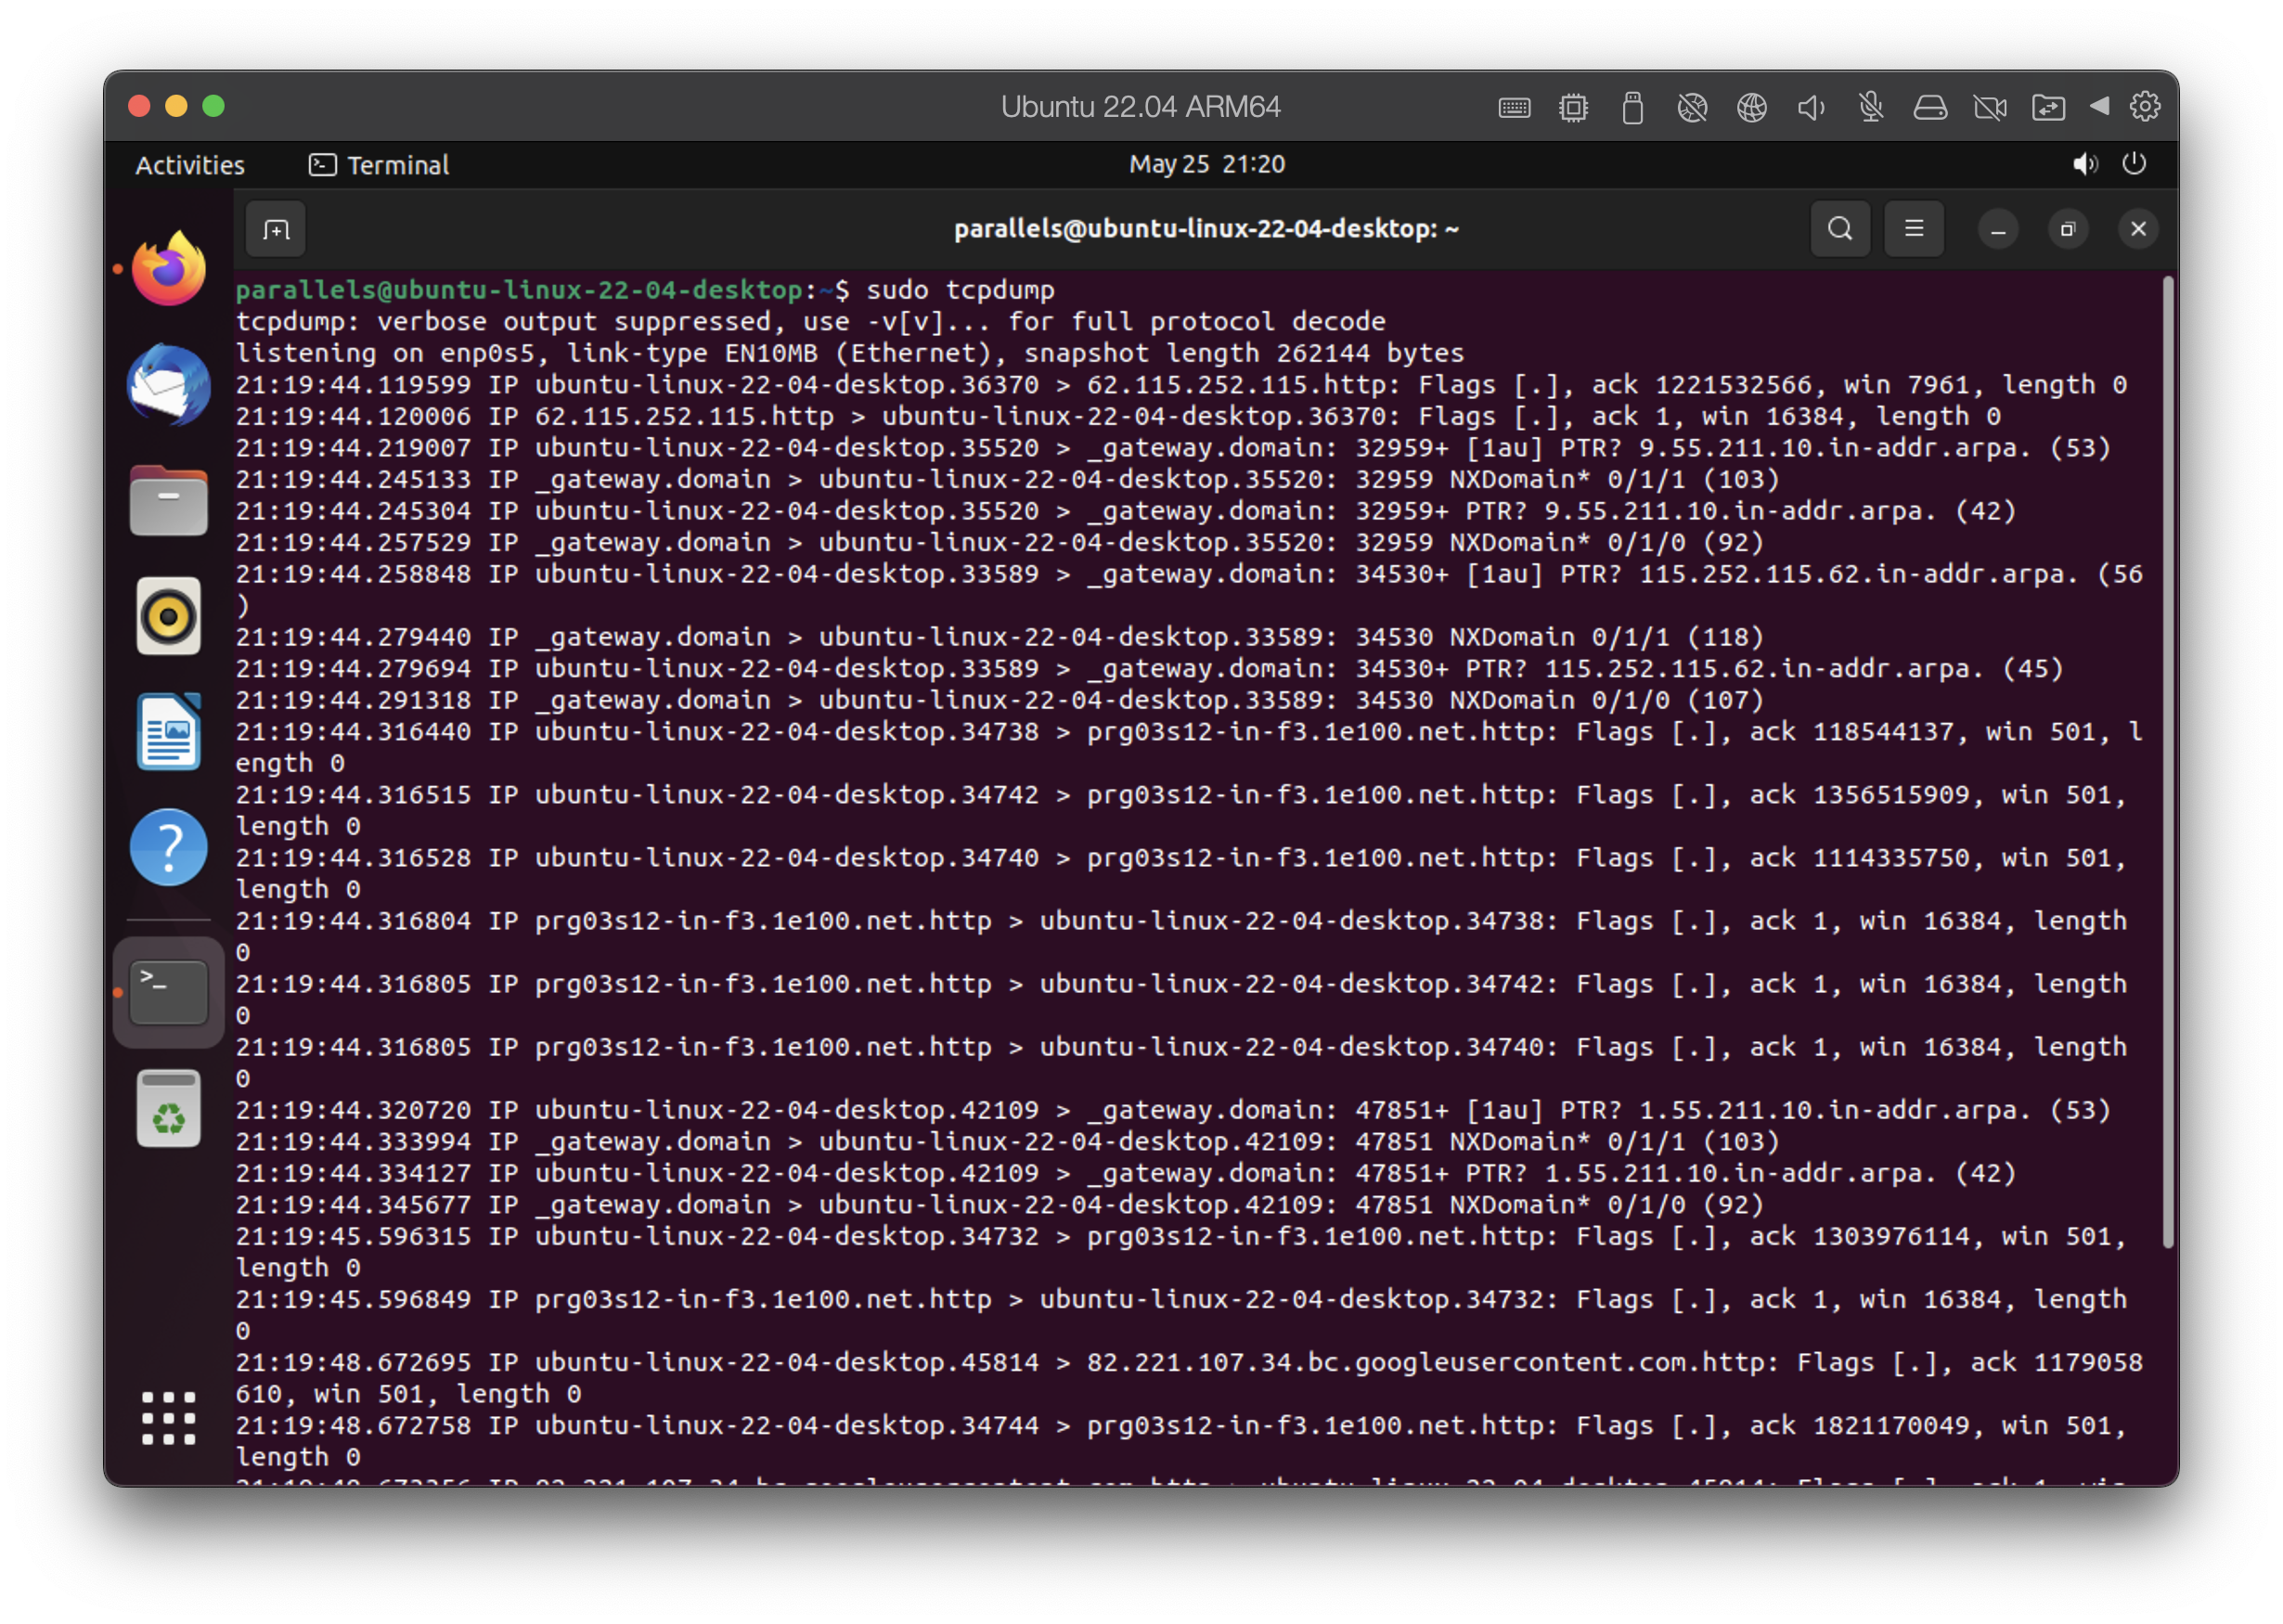 Ubuntu 22.04 ARM64
Activities
Terminal
May 25 21:20
parallels@ubuntu-linux-22-04-desktop: ~
parallels@ubuntu-linux-22-04-desktop:~$ sudo tcpdump
tcpdump: verbose output suppressed, use -v[v]... for full protocol decode
listening on enp0s5, link-type EN10MB (Ethernet), snapshot length 262144 bytes
21:19:44.119599 IP ubuntu-linux-22-04-desktop.36370 > 62.115.252.115.http: Flags [.], ack 1221532566, win 7961, length 0
21:19:44.120006 IP 62.115.252.115.http > ubuntu-linux-22-04-desktop.36370: Flags [.], ack 1, win 16384, length 0
21:19:44.219007 IP ubuntu-linux-22-04-desktop.35520 > _gateway.domain: 32959+ [1au] PTR? 9.55.211.10.in-addr.arpa. (53)
21:19:44.245133 IP _gateway.domain > ubuntu-linux-22-04-desktop.35520: 32959 NXDomain* 0/1/1 (103)
21:19:44.245304 IP ubuntu-linux-22-04-desktop.35520 > _gateway.domain: 32959+ PTR? 9.55.211.10.in-addr.arpa. (42)
21:19:44.257529 IP _gateway.domain > ubuntu-linux-22-04-desktop.35520: 32959 NXDomain* 0/1/0 (92)
21:19:44.258848 IP ubuntu-linux-22-04-desktop.33589 > _gateway.domain: 34530+ [1au] PTR? 115.252.115.62.in-addr.arpa. (56
)
21:19:44.279440 IP _gateway.domain > ubuntu-linux-22-04-desktop.33589: 34530 NXDomain 0/1/1 (118)
21:19:44.279694 IP ubuntu-linux-22-04-desktop.33589 > _gateway.domain: 34530+ PTR? 115.252.115.62.in-addr.arpa. (45)
21:19:44.291318 IP _gateway.domain > ubuntu-linux-22-04-desktop.33589: 34530 NXDomain 0/1/0 (107)
21:19:44.316440 IP ubuntu-linux-22-04-desktop.34738 > prg03s12-in-f3.1e100.net.http: Flags [.], ack 118544137, win 501, l
ength 0
21:19:44.316515 IP ubuntu-linux-22-04-desktop.34742 > prg03s12-in-f3.1e100.net.http: Flags [.], ack 1356515909, win 501,
length 0
21:19:44.316528 IP ubuntu-linux-22-04-desktop.34740 > prg03s12-in-f3.1e100.net.http: Flags [.], ack 1114335750, win 501,
length 0
21:19:44.316804 IP prg03s12-in-f3.1e100.net.http > ubuntu-linux-22-04-desktop.34738: Flags [.], ack 1, win 16384, length
0
21:19:44.316805 IP prg03s12-in-f3.1e100.net.http > ubuntu-linux-22-04-desktop.34742: Flags [.], ack 1, win 16384, length
0
21:19:44.316805 IP prg03s12-in-f3.1e100.net.http > ubuntu-linux-22-04-desktop.34740: Flags [.], ack 1, win 16384, length
0
21:19:44.320720 IP ubuntu-linux-22-04-desktop.42109 > _gateway.domain: 47851+ [1au] PTR? 1.55.211.10.in-addr.arpa. (53)
21:19:44.333994 IP _gateway.domain > ubuntu-linux-22-04-desktop.42109: 47851 NXDomain* 0/1/1 (103)
21:19:44.334127 IP ubuntu-linux-22-04-desktop.42109 > _gateway.domain: 47851+ PTR? 1.55.211.10.in-addr.arpa. (42)
21:19:44.345677 IP _gateway.domain > ubuntu-linux-22-04-desktop.42109: 47851 NXDomain* 0/1/0 (92)
21:19:45.596315 IP ubuntu-linux-22-04-desktop.34732 > prg03s12-in-f3.1e100.net.http: Flags [.], ack 1303976114, win 501,
length 0
21:19:45.596849 IP prg03s12-in-f3.1e100.net.http > ubuntu-linux-22-04-desktop.34732: Flags [.], ack 1, win 16384, length
0
21:19:48.672695 IP ubuntu-linux-22-04-desktop.45814 > 82.221.107.34.bc.googleusercontent.com.http: Flags [.], ack 1179058
610, win 501, length 0
21:19:48.672758 IP ubuntu-linux-22-04-desktop.34744 > prg03s12-in-f3.1e100.net.http: Flags [.], ack 1821170049, win 501,
length 0